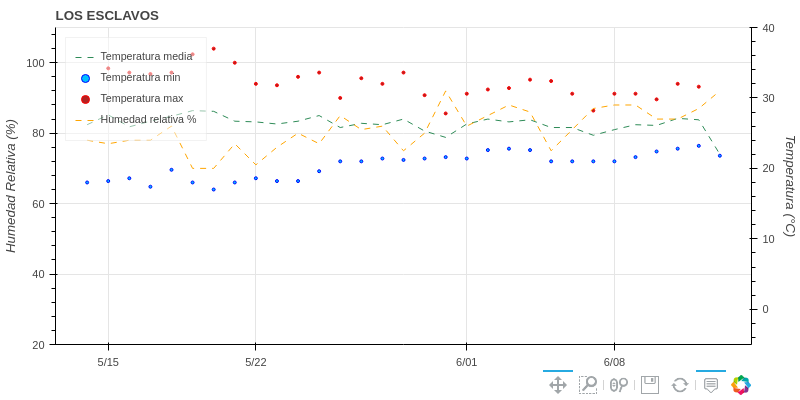 LOS ESCLAVOS
Temperatura media
Temperatura min
Temperatura max
Humedad relativa %
Humedad Relativa (%)
100
80
60
40
20
Temperatura (°C)
40
30
20
10
0
5/15
5/22
6/01
6/08